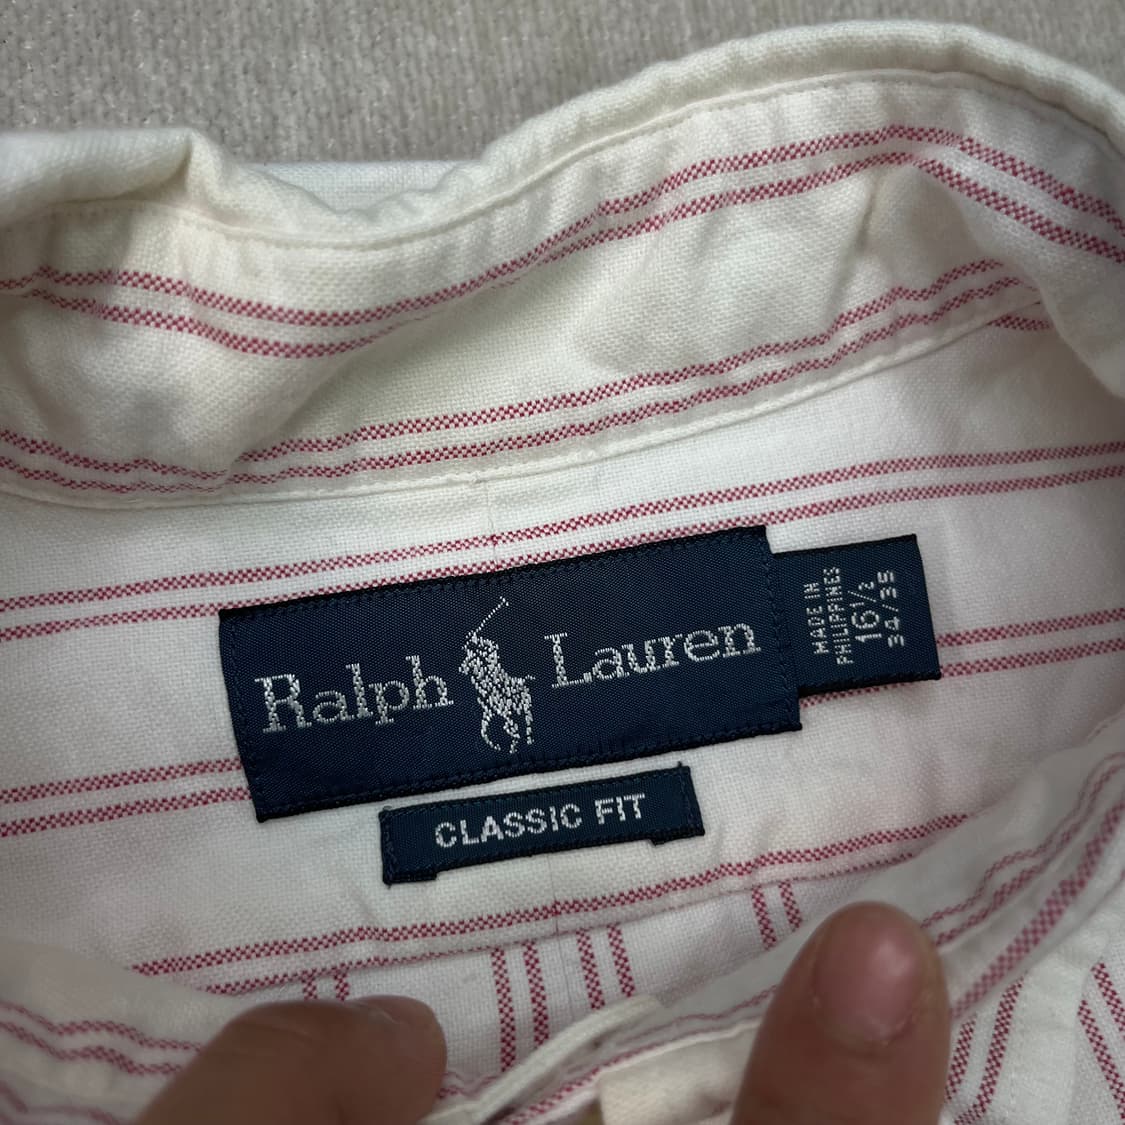 Ralph Lauren
MADE IN
PHILIPPINES
16 1/2
34/35
CLASSIC FIT